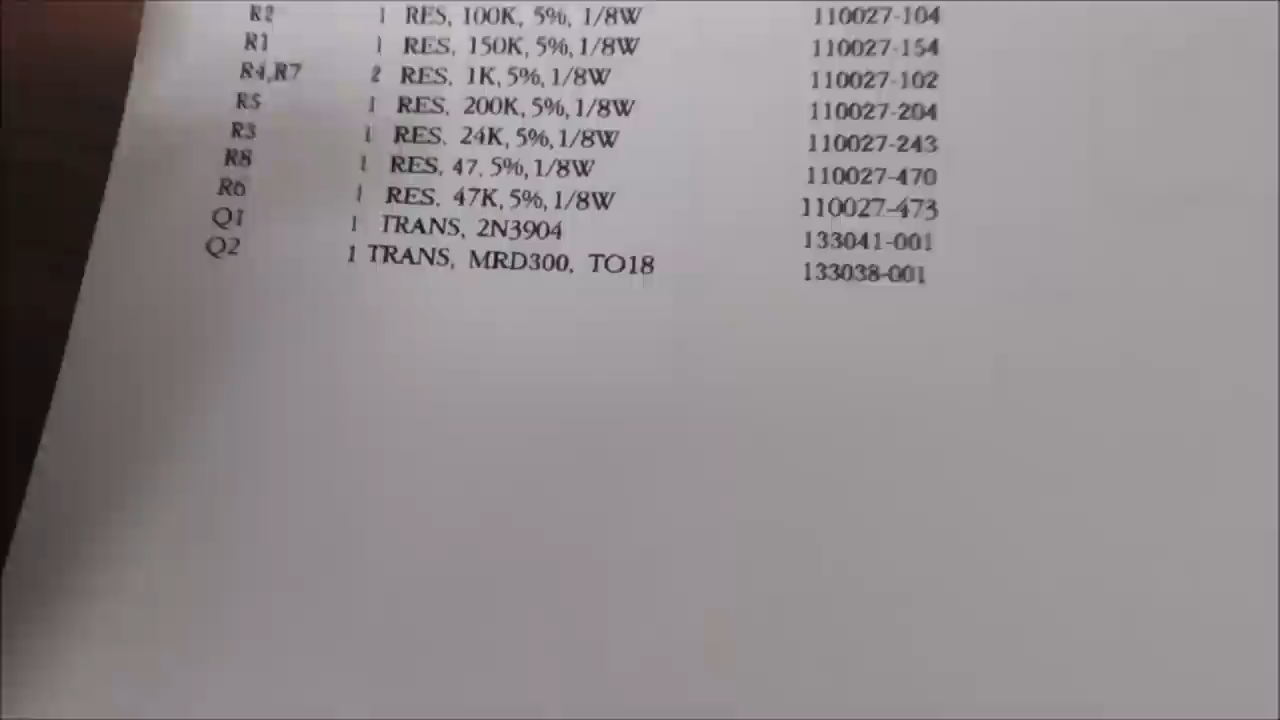 R2 1 RES, 100K, 5%, 1/8W 110027-104
R1 1 RES, 150K, 5%, 1/8W 110027-154
R4,R7 2 RES, 1K, 5%, 1/8W 110027-102
R5 1 RES, 200K, 5%, 1/8W 110027-204
R3 1 RES, 24K, 5%, 1/8W 110027-243
R8 1 RES, 47, 5%, 1/8W 110027-470
R6 1 RES, 47K, 5%, 1/8W 110027-473
Q1 1 TRANS, 2N3904 133041-001
Q2 1 TRANS, MRD300, TO18 133038-001